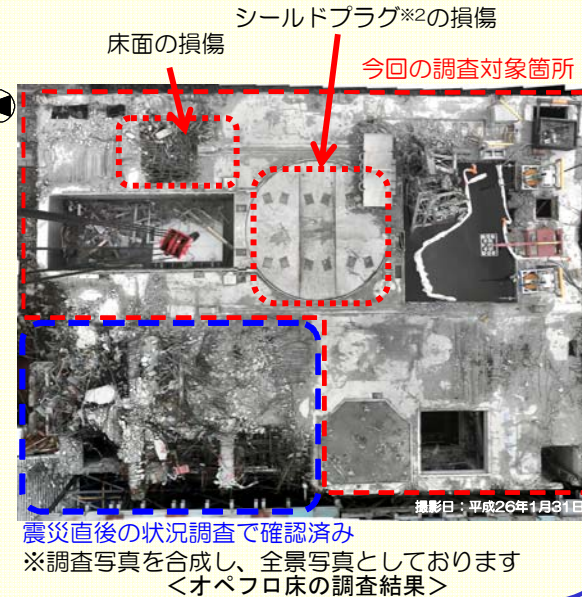 シールドプラグ※2の損傷
床面の損傷
今回の調査対象箇所
撮影日：平成26年1月31日
震災直後の状況調査で確認済み
※調査写真を合成し、全景写真としております
＜オペフロ床の調査結果＞